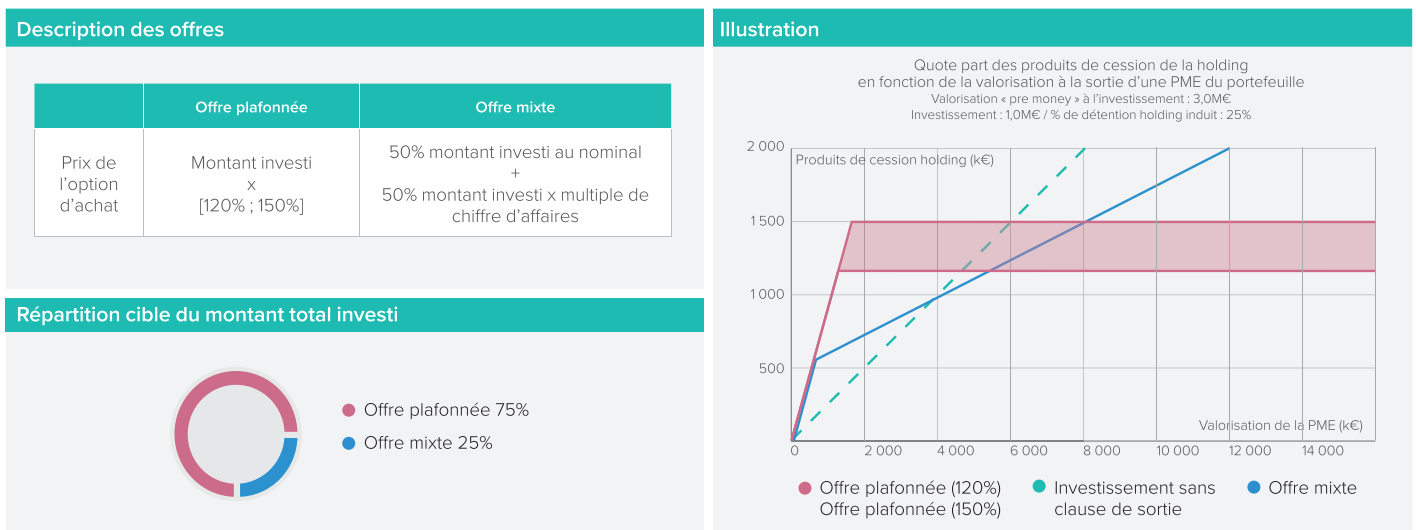 Description des offres
Offre plafonnée
Offre mixte
Prix de
l'option
d'achat
Montant investi
x
[120% ; 150%]
50% montant investi au nominal
+
50% montant investi x multiple de
chiffre d'affaires
Répartition cible du montant total investi
Offre plafonnée 75%
Offre mixte 25%
Illustration
Quote part des produits de cession de la holding
en fonction de la valorisation à la sortie d'une PME du portefeuille
Valorisation « pre money » à l'investissement : 3,0M€
Investissement : 1,0M€ / % de détention holding induit : 25%
2 000
Produits de cession holding (k€)
1 500
1 000
500
Valorisation de la PME (k€)
0 2 000 4 000 6 000 8 000 10 000 12 000 14 000
Offre plafonnée (120%)
Offre plafonnée (150%)
Investissement sans
clause de sortie
Offre mixte